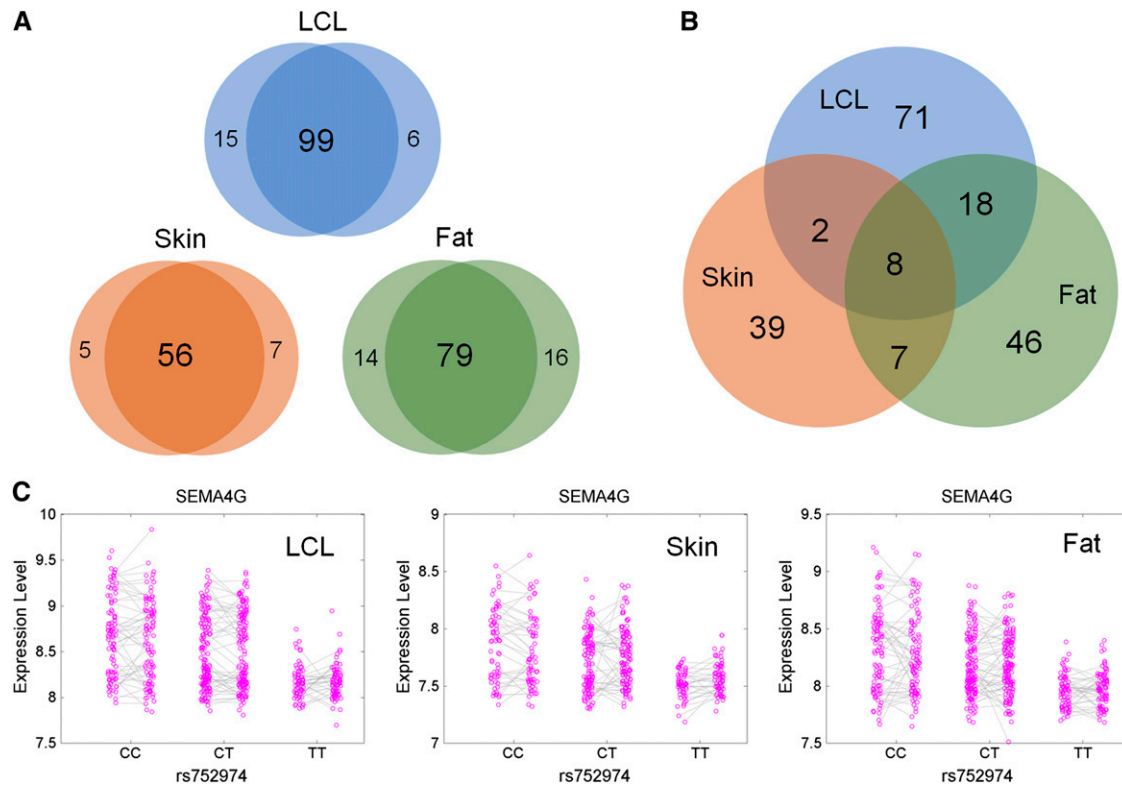 A
LCL
15 99 6
Skin
5 56 7
Fat
14 79 16
B
LCL
71
18
2
8
Skin
39
7
Fat
46
C
SEMA4G
LCL
Expression Level
10
9.5
9
8.5
8
7.5
CC CT TT
rs752974
SEMA4G
Skin
Expression Level
9
8.5
8
7.5
7
CC CT TT
rs752974
SEMA4G
Fat
Expression Level
9.5
9
8.5
8
7.5
CC CT TT
rs752974